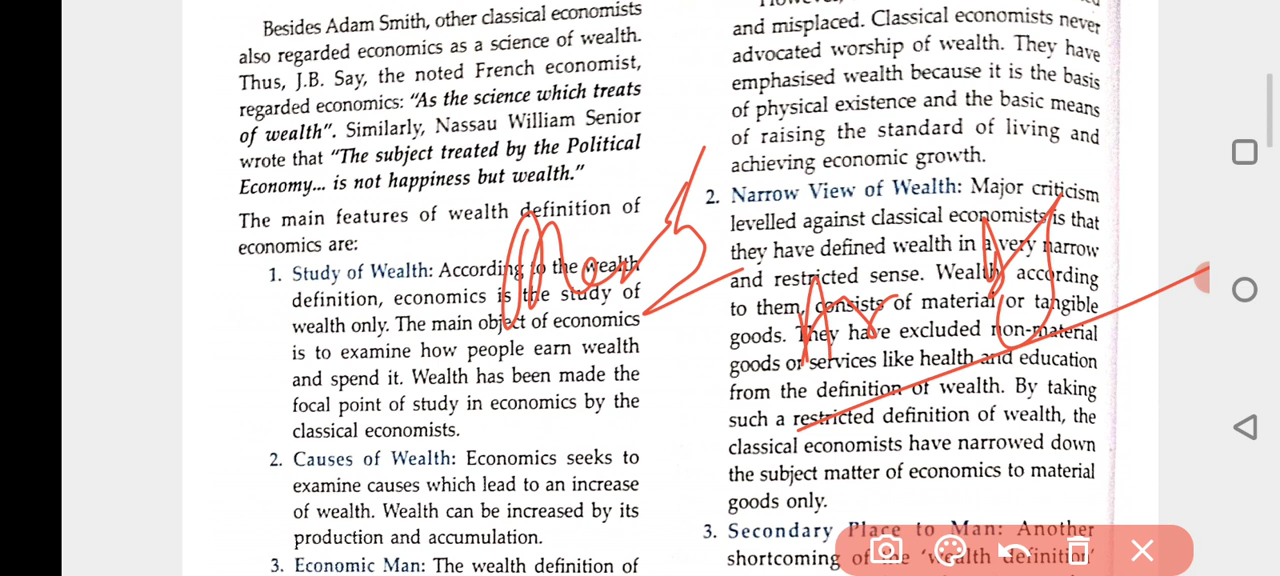 Besides Adam Smith, other classical economists
also regarded economics as a science of wealth.
Thus, J.B. Say, the noted French economist,
regarded economics: "As the science which treats
of wealth". Similarly, Nassau William Senior
wrote that "The subject treated by the Political
Economy... is not happiness but wealth."
The main features of wealth definition of
economics are:
1. Study of Wealth: According to the wealth
definition, economics is the study of
wealth only. The main object of economics
is to examine how people earn wealth
and spend it. Wealth has been made the
focal point of study in economics by the
classical economists.
2. Causes of Wealth: Economics seeks to
examine causes which lead to an increase
of wealth. Wealth can be increased by its
production and accumulation.
3. Economic Man: The wealth definition of
and misplaced. Classical economists never
advocated worship of wealth. They have
emphasised wealth because it is the basis
of physical existence and the basic means
of raising the standard of living and
achieving economic growth.
2. Narrow View of Wealth: Major criticism
levelled against classical economists is that
they have defined wealth in a very narrow
and restricted sense. Wealth, according
to them, consists of material or tangible
goods. They have excluded non-material
goods or services like health and education
from the definition of wealth. By taking
such a restricted definition of wealth, the
classical economists have narrowed down
the subject matter of economics to material
goods only.
3. Secondary Place to Man: Another
shortcoming of the 'wealth definition'